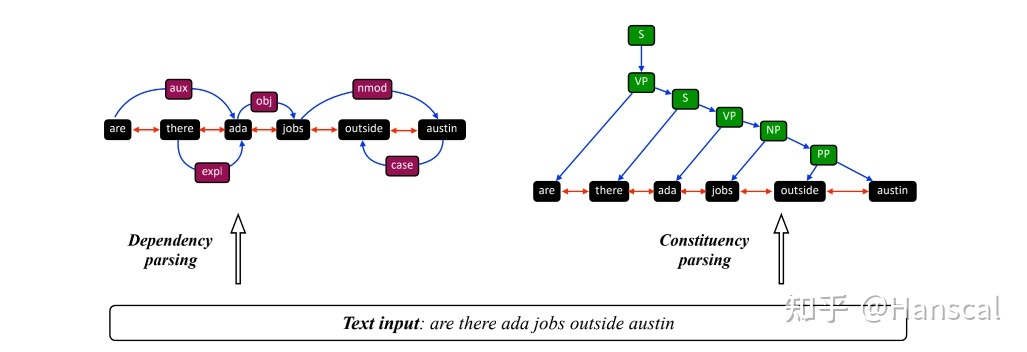 S
VP
S
VP
NP
PP
aux
obj
nmod
are there ada jobs outside austin
expl
case
are there ada jobs outside austin
Dependency
parsing
Constituency
parsing
Text input: are there ada jobs outside austin
知乎 @Hanscal